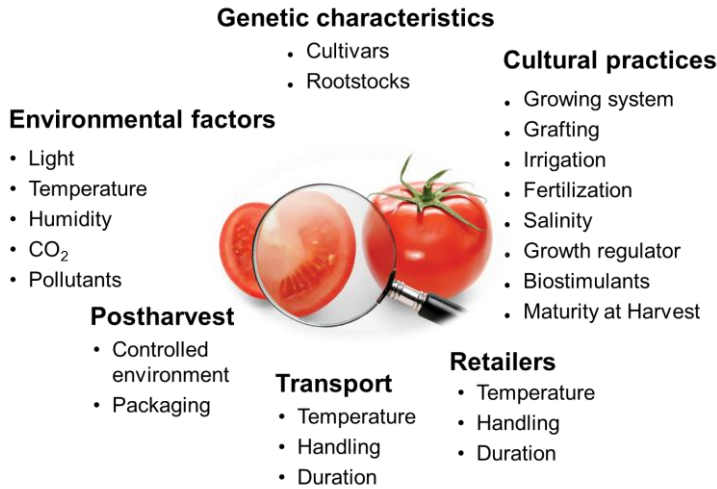 Genetic characteristics
• Cultivars
• Rootstocks
Cultural practices
• Growing system
• Grafting
• Irrigation
• Fertilization
• Salinity
• Growth regulator
• Biostimulants
• Maturity at Harvest
Environmental factors
• Light
• Temperature
• Humidity
• CO₂
• Pollutants
Postharvest
• Controlled
environment
• Packaging
Transport
• Temperature
• Handling
• Duration
Retailers
• Temperature
• Handling
• Duration